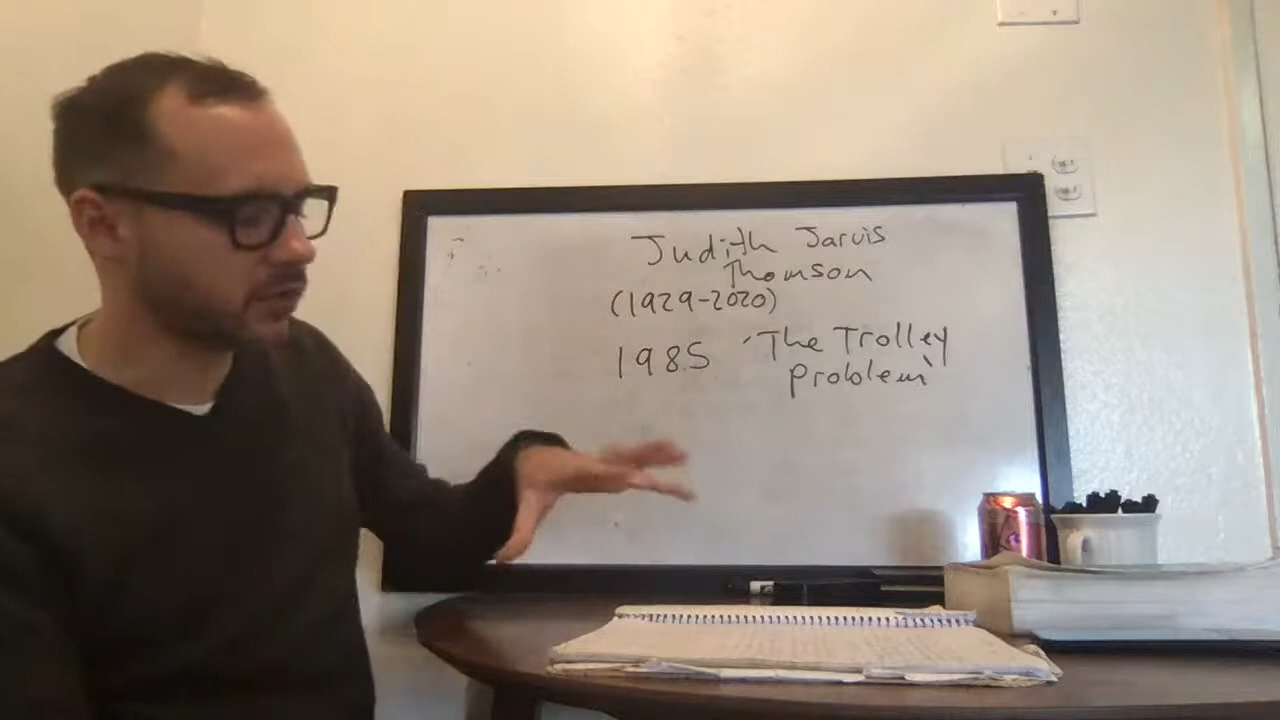 Judith Jarvis
Thomson
(1929-2020)
1985 'The Trolley
problem'